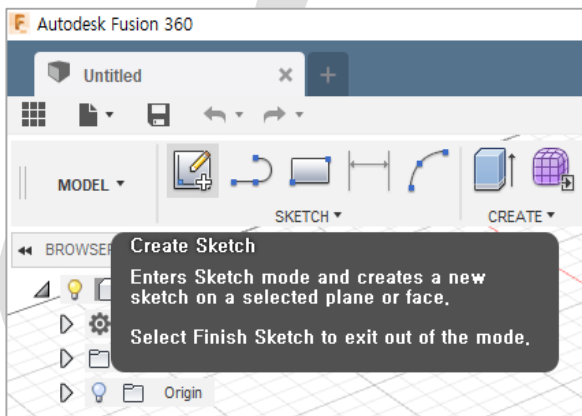 Autodesk Fusion 360
Untitled
MODEL
SKETCH
CREATE
BROWSE
Create Sketch
Enters Sketch mode and creates a new
sketch on a selected plane or face.
Select Finish Sketch to exit out of the mode.
Origin